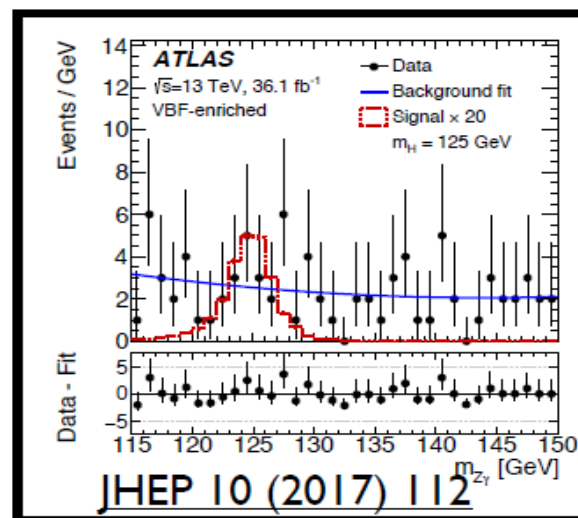 ATLAS
√s=13 TeV, 36.1 fb⁻¹
VBF-enriched
Data
Background fit
Signal × 20
m_H = 125 GeV
Events / GeV
14
12
10
8
6
4
2
0
Data - Fit
5
0
−5
115 120 125 130 135 140 145 150
m_Zγ [GeV]
JHEP 10 (2017) 112